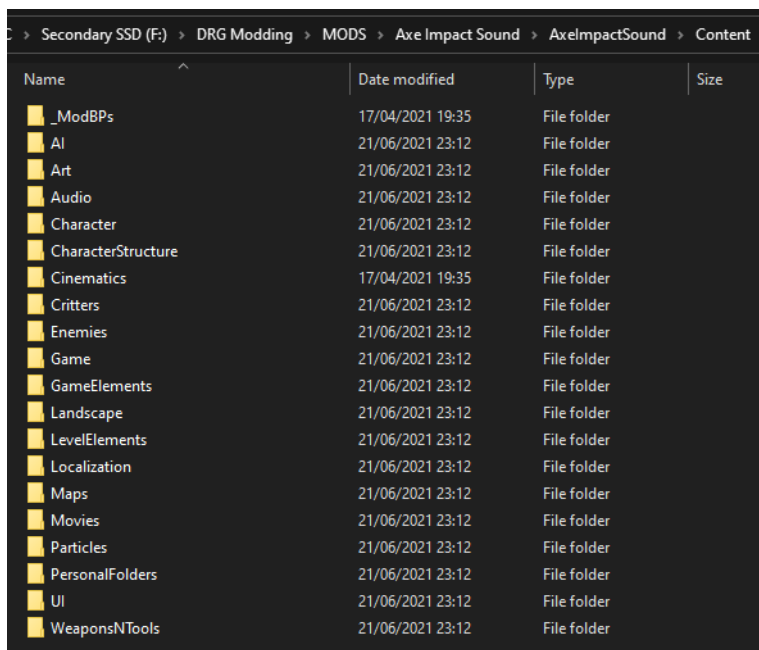 C > Secondary SSD (F:) > DRG Modding > MODS > Axe Impact Sound > AxeImpactSound > Content
Name Date modified Type Size
_ModBPs 17/04/2021 19:35 File folder
AI 21/06/2021 23:12 File folder
Art 21/06/2021 23:12 File folder
Audio 21/06/2021 23:12 File folder
Character 21/06/2021 23:12 File folder
CharacterStructure 21/06/2021 23:12 File folder
Cinematics 17/04/2021 19:35 File folder
Critters 21/06/2021 23:12 File folder
Enemies 21/06/2021 23:12 File folder
Game 21/06/2021 23:12 File folder
GameElements 21/06/2021 23:12 File folder
Landscape 21/06/2021 23:12 File folder
LevelElements 21/06/2021 23:12 File folder
Localization 21/06/2021 23:12 File folder
Maps 21/06/2021 23:12 File folder
Movies 21/06/2021 23:12 File folder
Particles 21/06/2021 23:12 File folder
PersonalFolders 21/06/2021 23:12 File folder
UI 21/06/2021 23:12 File folder
WeaponsNTools 21/06/2021 23:12 File folder